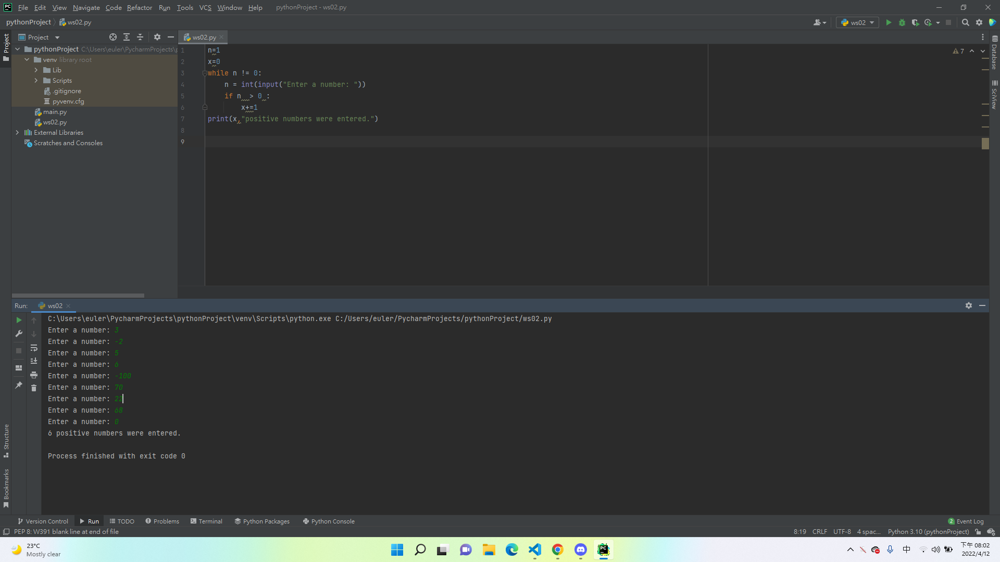 PC File Edit View Navigate Code Refactor Run Tools VCS Window Help pythonProject - ws02.py
pythonProject ws02.py ws02
Project Project ws02.py
pythonProject C:\Users\euler\PycharmProjects\
venv library root
Lib
Scripts
.gitignore
pyvenv.cfg
main.py
ws02.py
External Libraries
Scratches and Consoles
1 n=1
2 x=0
3 while n != 0:
4 n = int(input("Enter a number: "))
5 if n  > 0 :
6 x+=1
7 print(x,"positive numbers were entered.")
8
9
7
Database
SciView
Run: ws02
C:\Users\euler\PycharmProjects\pythonProject\venv\Scripts\python.exe C:/Users/euler/PycharmProjects/pythonProject/ws02.py
Enter a number: 3
Enter a number: -2
Enter a number: 5
Enter a number: 6
Enter a number: -100
Enter a number: 70
Enter a number: 22
Enter a number: 68
Enter a number: 0
6 positive numbers were entered.
Process finished with exit code 0
Structure
Bookmarks
Version Control Run TODO Problems Terminal Python Packages Python Console 2 Event Log
PEP 8: W391 blank line at end of file 8:19 CRLF UTF-8 4 spac... Python 3.10 (pythonProject)
23°C
Mostly clear
PC
中
下午 08:02
2022/4/12